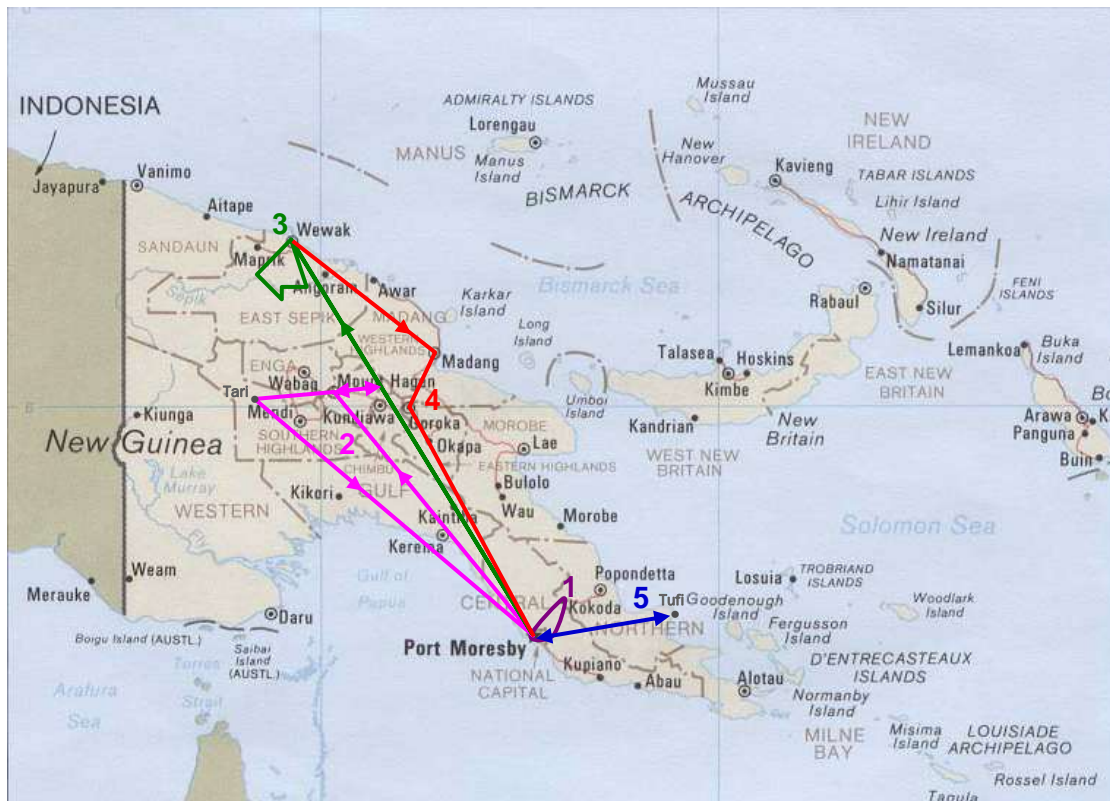 INDONESIA
Jayapura
Vanimo
Aitape
SANDAUN
3
Wewak
Maprik
Angoram
Awar
Sepik
EAST SEPIK
MADANG
WESTERN
HIGHLANDS
Madang
Karkar
Island
Long
Island
ADMIRALTY ISLANDS
Lorengau
MANUS
Manus
Island
BISMARCK
ARCHIPELAGO
Bismarck Sea
Mussau
Island
New
Hanover
NEW
IRELAND
Kavieng
TABAR ISLANDS
Lihir Island
New Ireland
Namatanai
Rabaul
Silur
FENI
ISLANDS
Lemankoa
Buka
Island
Talasea
Hoskins
Kimbe
EAST NEW
BRITAIN
Umboi
Island
Kandrian
New
Britain
WEST NEW
BRITAIN
Arawa
Panguna
Buin
ENGA
Wabag
Mount Hagen
Tari
Mendi
Kundiawa
Goroka
4
Kiunga
New Guinea
SOUTHERN
HIGHLANDS
2
CHIMBU
Okapa
MOROBE
Lae
EASTERN HIGHLANDS
Lake
Murray
WESTERN
Kikori
GULF
Bulolo
Wau
Kaintiba
Kerema
Morobe
Solomon Sea
Weam
Merauke
Gulf of
Papua
Daru
CENTRAL
1
Popondetta
Kokoda
5
Tufi
NORTHERN
Losuia
TROBRIAND
ISLANDS
Goodenough
Island
Woodlark
Island
Fergusson
Island
D'ENTRECASTEAUX
ISLANDS
Boigu Island (AUSTL.)
Saibai
Island
(AUSTL.)
Port Moresby
NATIONAL
CAPITAL
Kupiano
Abau
Alotau
Normanby
Island
MILNE
BAY
Misima
Island
LOUISIADE
ARCHIPELAGO
Rossel Island
Tagula
Arafura
Sea
Torres
Strait